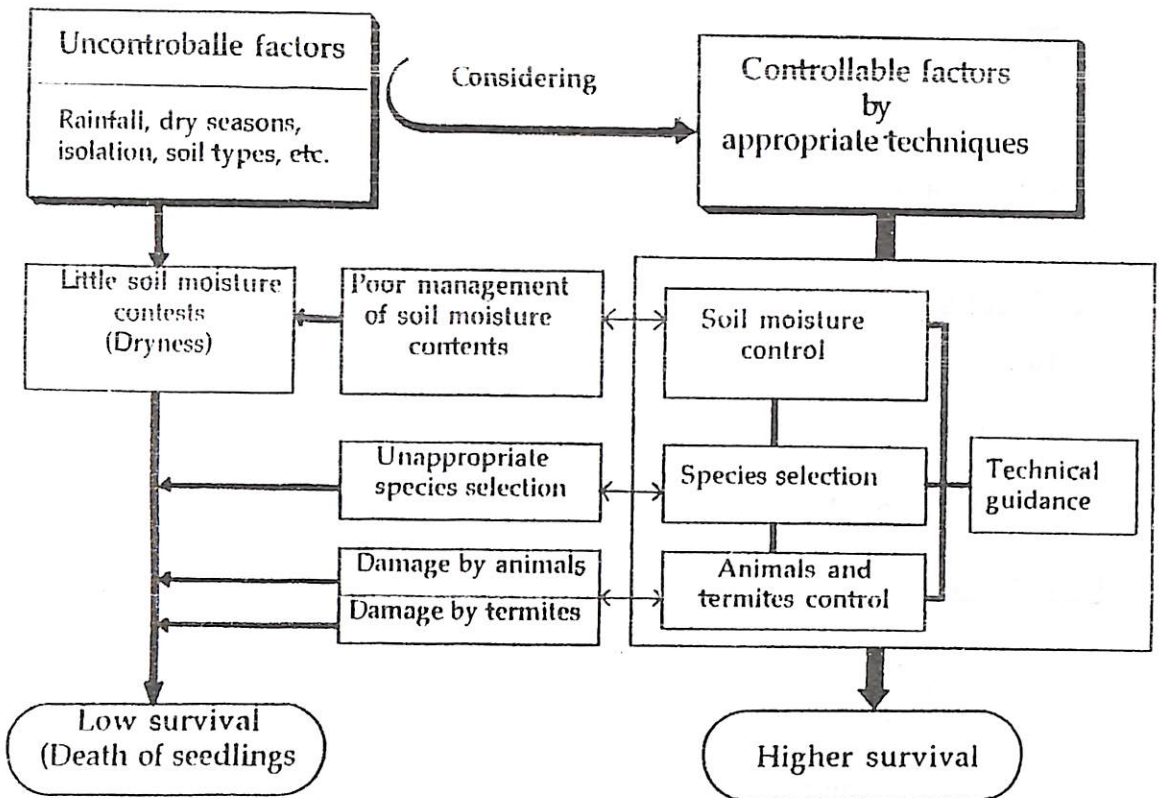 Uncontroballe factors
Rainfall, dry seasons,
isolation, soil types, etc.
Considering
Controllable factors
by
appropriate techniques
Little soil moisture
contests
(Dryness)
Poor management
of soil moisture
contents
Soil moisture
control
Unappropriate
species selection
Species selection
Technical
guidance
Damage by animals
Damage by termites
Animals and
termites control
Low survival
(Death of seedlings
Higher survival